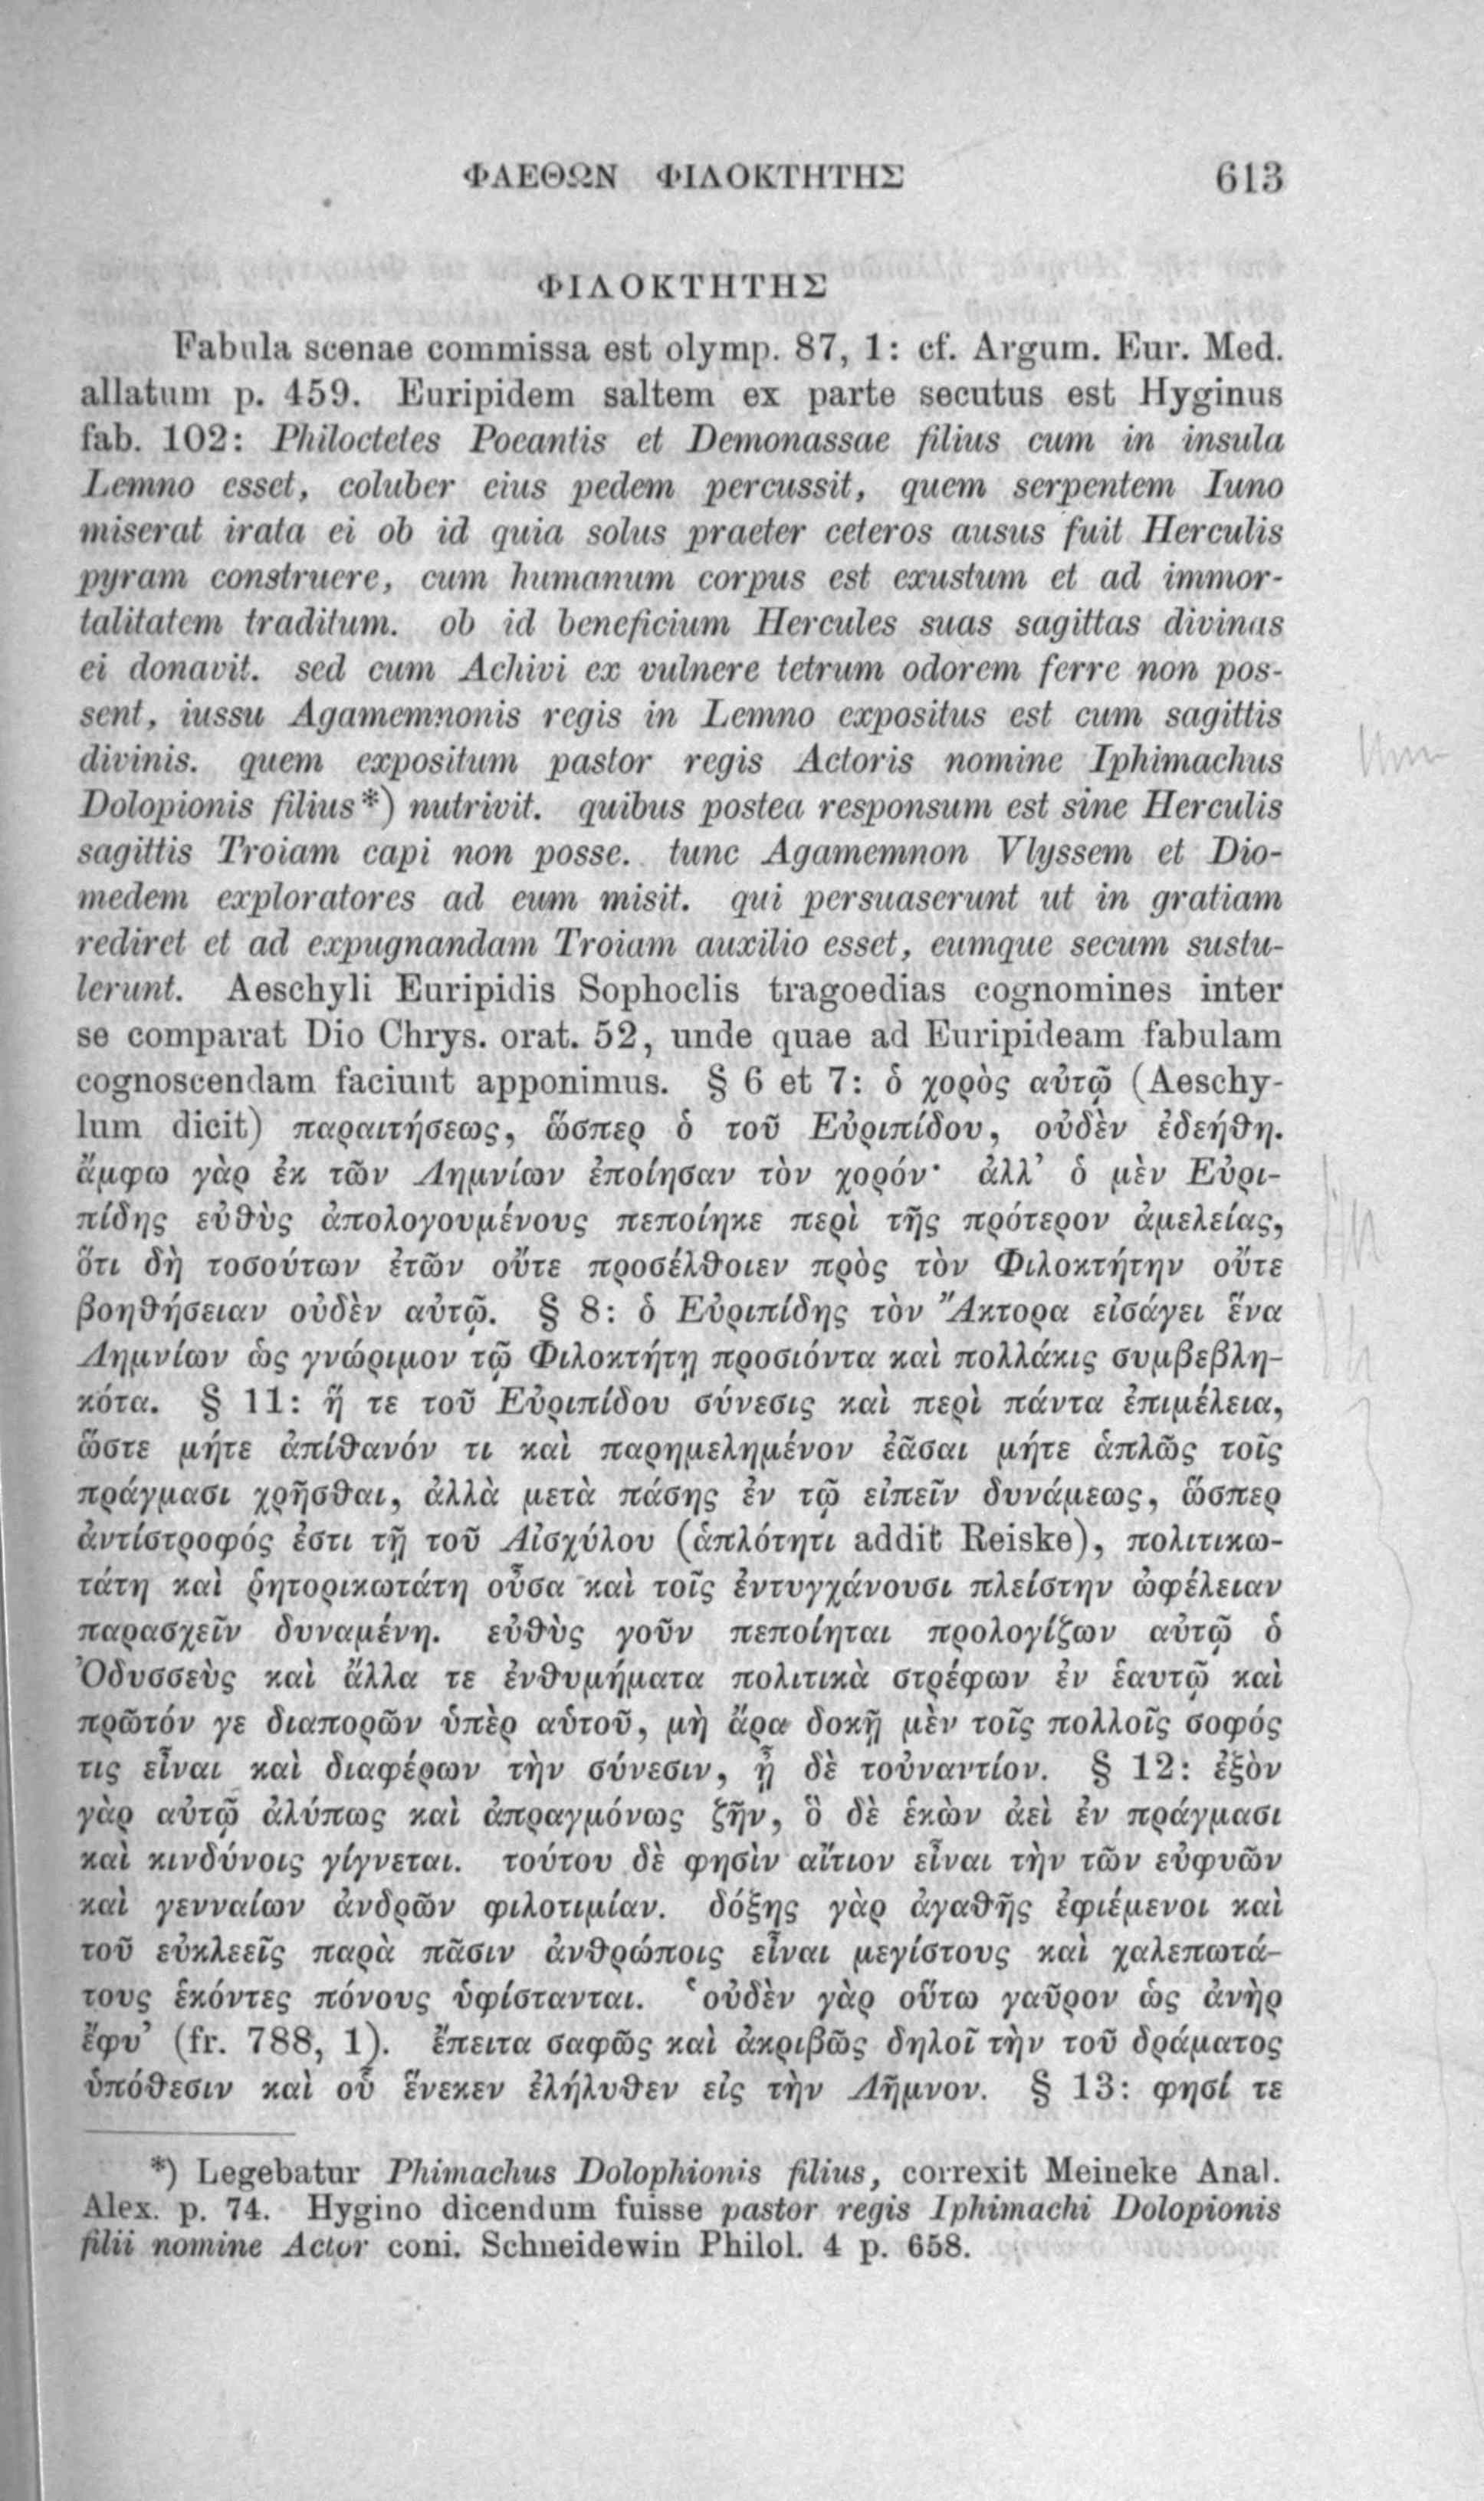 ΦΑΕΘΩΝ ΦΙΛΟΚΤΗΤΗΣ 613
ΦΙΛΟΚΤΗΤΗΣ
Fabula scenae commissa est olymp. 87, 1: cf. Argum. Eur. Med.
allatum p. 459. Euripidem saltem ex parte secutus est Hyginus
fab. 102: Philoctetes Poeantis et Demonassae filius cum in insula
Lemno esset, coluber eius pedem percussit, quem serpentem Iuno
miserat irata ei ob id quia solus praeter ceteros ausus fuit Herculis
pyram construere, cum humanum corpus est exustum et ad immor-
talitatem traditum. ob id beneficium Hercules suas sagittas divinas
ei donavit. sed cum Achivi ex vulnere tetrum odorem ferre non pos-
sent, iussu Agamemnonis regis in Lemno expositus est cum sagittis
divinis. quem expositum pastor regis Actoris nomine Iphimachus
Dolopionis filius*) nutrivit. quibus postea responsum est sine Herculis
sagittis Troiam capi non posse. tunc Agamemnon Vlyssem et Dio-
medem exploratores ad eum misit. qui persuaserunt ut in gratiam
rediret et ad expugnandam Troiam auxilio esset, eumque secum sustu-
lerunt. Aeschyli Euripidis Sophoclis tragoedias cognomines inter
se comparat Dio Chrys. orat. 52, unde quae ad Euripideam fabulam
cognoscendam faciunt apponimus. § 6 et 7: ὁ χορὸς αὐτῷ (Aeschy-
lum dicit) παραιτήσεως, ὥσπερ ὁ τοῦ Εὐριπίδου, οὐδὲν ἐδεήθη.
ἄμφω γὰρ ἐκ τῶν Λημνίων ἐποίησαν τὸν χορόν· ἀλλ’ ὁ μὲν Εὐρι-
πίδης εὐθὺς ἀπολογουμένους πεποίηκε περὶ τῆς πρότερον ἀμελείας,
ὅτι δὴ τοσούτων ἐτῶν οὔτε προσέλθοιεν πρὸς τὸν Φιλοκτήτην οὔτε
βοηθήσειαν οὐδὲν αὐτῷ. § 8: ὁ Εὐριπίδης τὸν Ἄκτορα εἰσάγει ἕνα
Λημνίων ὡς γνώριμον τῷ Φιλοκτήτῃ προσιόντα καὶ πολλάκις συμβεβλη-
κότα. § 11: ἥ τε τοῦ Εὐριπίδου σύνεσις καὶ περὶ πάντα ἐπιμέλεια,
ὥστε μήτε ἀπίθανόν τι καὶ παρημελημένον ἐᾶσαι μήτε ἁπλῶς τοῖς
πράγμασι χρῆσθαι, ἀλλὰ μετὰ πάσης ἐν τῷ εἰπεῖν δυνάμεως, ὥσπερ
ἀντίστροφός ἐστι τῇ τοῦ Αἰσχύλου (ἁπλότητι addit Reiske), πολιτικω-
τάτη καὶ ῥητορικωτάτη οὖσα καὶ τοῖς ἐντυγχάνουσι πλείστην ὠφέλειαν
παρασχεῖν δυναμένη. εὐθὺς γοῦν πεποίηται προλογίζων αὐτῷ ὁ
Ὀδυσσεὺς καὶ ἄλλα τε ἐνθυμήματα πολιτικὰ στρέφων ἐν ἑαυτῷ καὶ
πρῶτόν γε διαπορῶν ὑπὲρ αὑτοῦ, μὴ ἄρα δοκῇ μὲν τοῖς πολλοῖς σοφός
τις εἶναι καὶ διαφέρων τὴν σύνεσιν, ᾖ δὲ τοὐναντίον. § 12: ἐξὸν
γὰρ αὐτῷ ἀλύπως καὶ ἀπραγμόνως ζῆν, ὃ δὲ ἑκὼν ἀεὶ ἐν πράγμασι
καὶ κινδύνοις γίγνεται. τούτου δὲ φησὶν αἴτιον εἶναι τὴν τῶν εὐφυῶν
καὶ γενναίων ἀνδρῶν φιλοτιμίαν. δόξης γὰρ ἀγαθῆς ἐφιέμενοι καὶ
τοῦ εὐκλεεῖς παρὰ πᾶσιν ἀνθρώποις εἶναι μεγίστους καὶ χαλεπωτά-
τους ἑκόντες πόνους ὑφίστανται. ‘οὐδὲν γὰρ οὕτω γαῦρον ὡς ἀνὴρ
ἔφυ’ (fr. 788, 1). ἔπειτα σαφῶς καὶ ἀκριβῶς δηλοῖ τὴν τοῦ δράματος
ὑπόθεσιν καὶ οὗ ἕνεκεν ἐλήλυθεν εἰς τὴν Λῆμνον. § 13: φησί τε
*) Legebatur Phimachus Dolophionis filius, correxit Meineke Anal.
Alex. p. 74. Hygino dicendum fuisse pastor regis Iphimachi Dolopionis
filii nomine Actor coni. Schneidewin Philol. 4 p. 658.